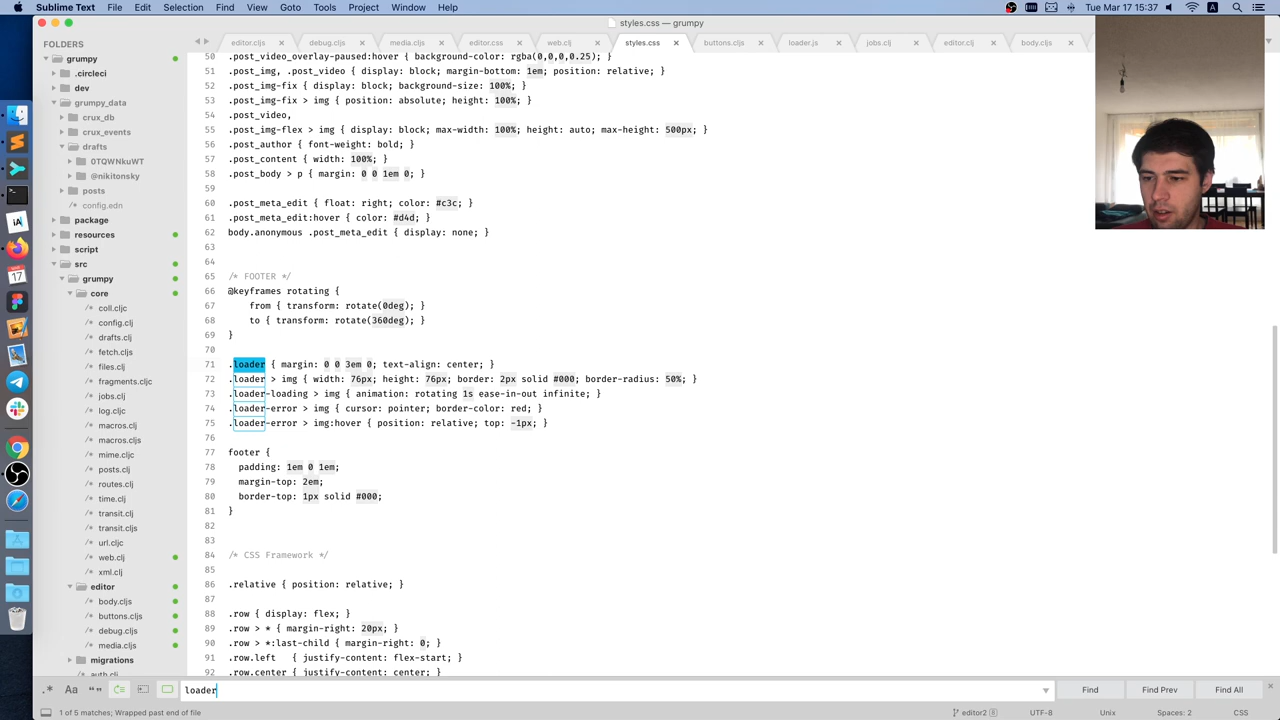 Sublime Text File Edit Selection Find View Goto Tools Project Window Help Tue Mar 17 15:37
styles.css — grumpy
editor.cljs debug.cljs media.cljs editor.css web.clj styles.css buttons.cljs loader.js jobs.clj editor.clj body.cljs
FOLDERS
grumpy
.circleci
dev
grumpy_data
crux_db
crux_events
drafts
0TQWNkuWT
@nikitonsky
posts
config.edn
package
resources
script
src
grumpy
core
coll.cljc
config.clj
drafts.clj
fetch.cljs
files.clj
fragments.cljc
jobs.clj
log.cljc
macros.clj
macros.cljs
mime.cljc
posts.clj
routes.clj
time.clj
transit.clj
transit.cljs
url.cljc
web.clj
xml.clj
editor
body.cljs
buttons.cljs
debug.cljs
media.cljs
migrations
auth.clj
50 .post_video_overlay-paused:hover { background-color: rgba(0,0,0,0.25); }
51 .post_img, .post_video { display: block; margin-bottom: 1em; position: relative; }
52 .post_img-fix { display: block; background-size: 100%; }
53 .post_img-fix > img { position: absolute; height: 100%; }
54 .post_video,
55 .post_img-flex > img { display: block; max-width: 100%; height: auto; max-height: 500px; }
56 .post_author { font-weight: bold; }
57 .post_content { width: 100%; }
58 .post_body > p { margin: 0 0 1em 0; }
59
60 .post_meta_edit { float: right; color: #c3c; }
61 .post_meta_edit:hover { color: #d4d; }
62 body.anonymous .post_meta_edit { display: none; }
63
64
65 /* FOOTER */
66 @keyframes rotating {
67 from { transform: rotate(0deg); }
68 to { transform: rotate(360deg); }
69 }
70
71 .loader { margin: 0 0 3em 0; text-align: center; }
72 .loader > img { width: 76px; height: 76px; border: 2px solid #000; border-radius: 50%; }
73 .loader-loading > img { animation: rotating 1s ease-in-out infinite; }
74 .loader-error > img { cursor: pointer; border-color: red; }
75 .loader-error > img:hover { position: relative; top: -1px; }
76
77 footer {
78 padding: 1em 0 1em;
79 margin-top: 2em;
80 border-top: 1px solid #000;
81 }
82
83
84 /* CSS Framework */
85
86 .relative { position: relative; }
87
88 .row { display: flex; }
89 .row > * { margin-right: 20px; }
90 .row > *:last-child { margin-right: 0; }
91 .row.left { justify-content: flex-start; }
92 .row.center { justify-content: center; }
.* Aa “” loader Find Find Prev Find All
1 of 5 matches; Wrapped past end of file editor2 8 UTF-8 Unix Spaces: 2 CSS